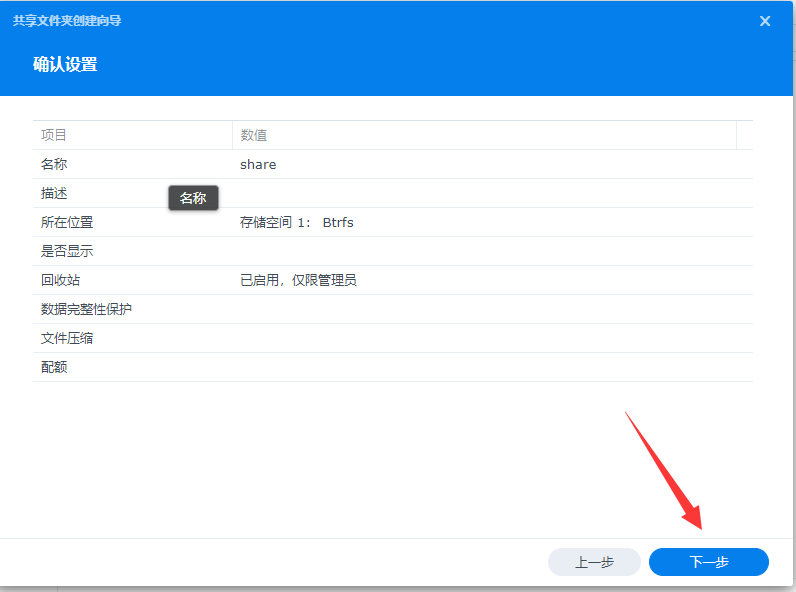 共享文件夹创建向导
确认设置
项目 数值
名称 share
描述
名称
所在位置 存储空间 1： Btrfs
是否显示
回收站 已启用，仅限管理员
数据完整性保护
文件压缩
配额
上一步 下一步